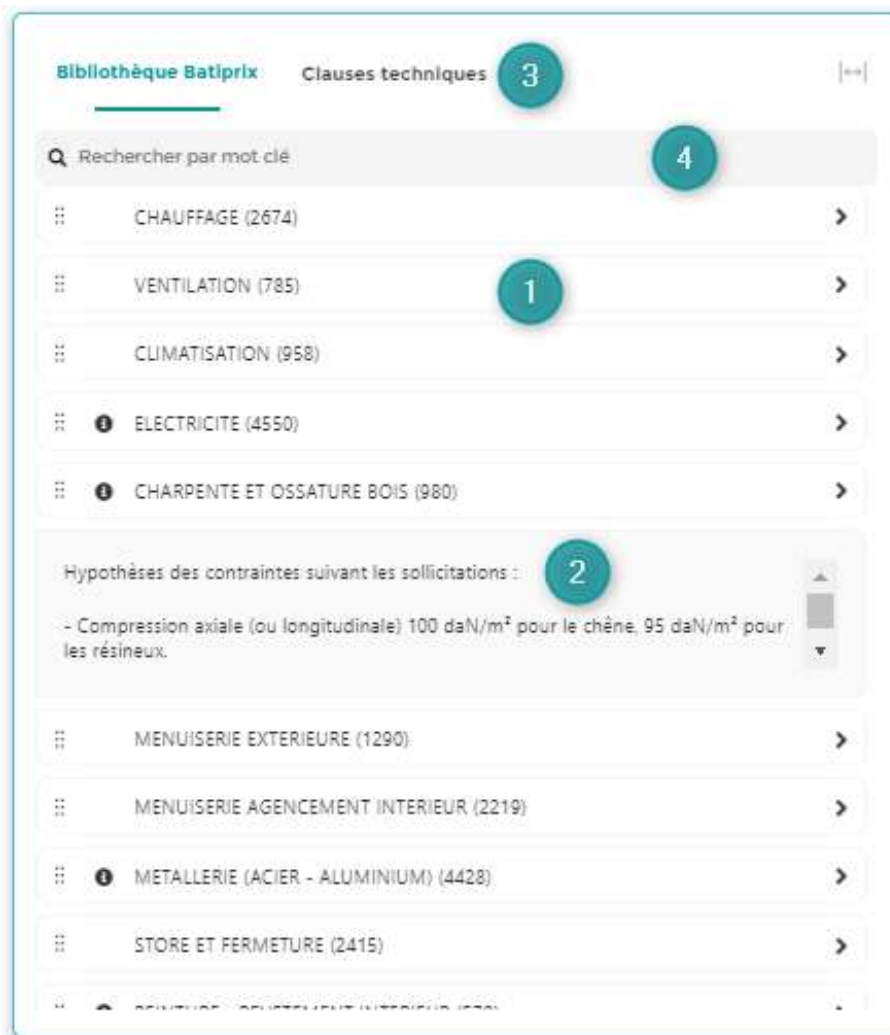 Bibliothèque Batiprix Clauses techniques 3
Rechercher par mot clé 4
CHAUFFAGE (2674)
VENTILATION (785) 1
CLIMATISATION (958)
ELECTRICITE (4550)
CHARPENTE ET OSSATURE BOIS (980)
Hypothèses des contraintes suivant les sollicitations : 2
- Compression axiale (ou longitudinale) 100 daN/m² pour le chêne, 95 daN/m² pour
les résineux.
MENUISERIE EXTERIEURE (1290)
MENUISERIE AGENCEMENT INTERIEUR (2219)
METALLERIE (ACIER - ALUMINIUM) (4428)
STORE ET FERMETURE (2415)